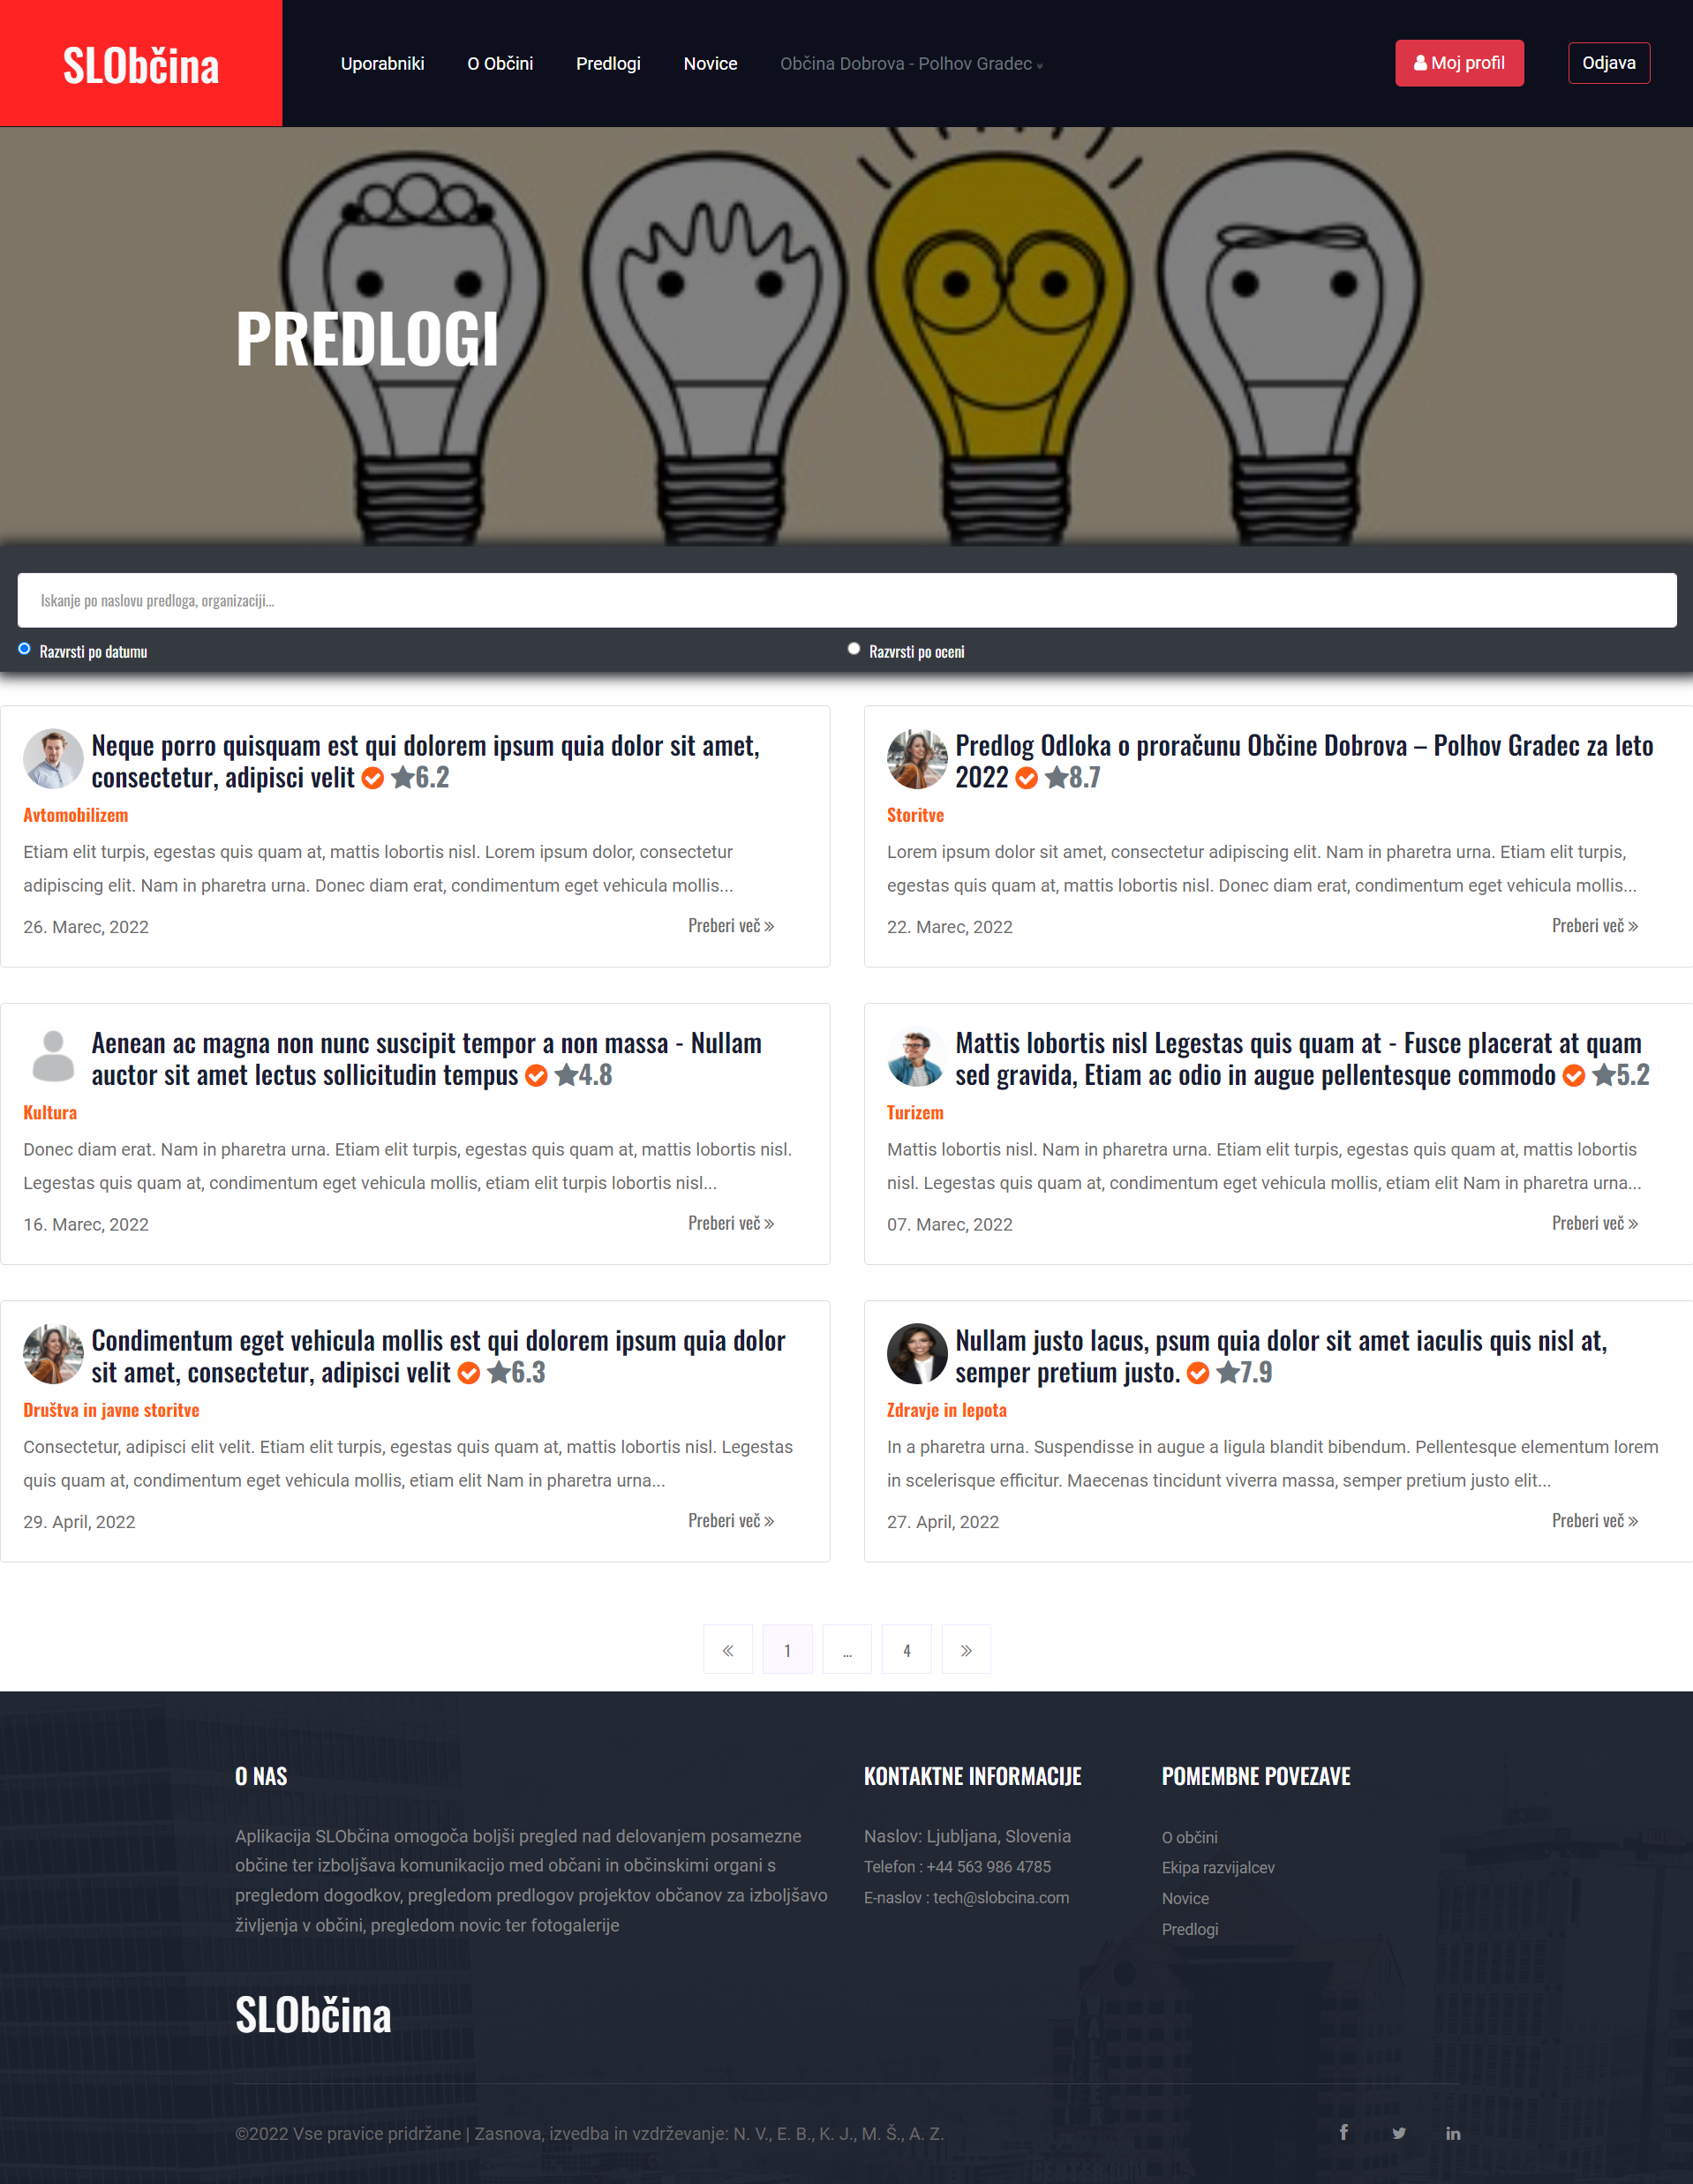 SLObčina
Uporabniki
O Občini
Predlogi
Novice
Občina Dobrova - Polhov Gradec
Moj profil
Odjava
PREDLOGI
Iskanje po naslovu predloga, organizaciji...
Razvrsti po datumu
Razvrsti po oceni
Neque porro quisquam est qui dolorem ipsum quia dolor sit amet,
consectetur, adipisci velit 6.2
Avtomobilizem
Etiam elit turpis, egestas quis quam at, mattis lobortis nisl. Lorem ipsum dolor, consectetur
adipiscing elit. Nam in pharetra urna. Donec diam erat, condimentum eget vehicula mollis...
26. Marec, 2022
Preberi več »
Predlog Odloka o proračunu Občine Dobrova – Polhov Gradec za leto
2022 8.7
Storitve
Lorem ipsum dolor sit amet, consectetur adipiscing elit. Nam in pharetra urna. Etiam elit turpis,
egestas quis quam at, mattis lobortis nisl. Donec diam erat, condimentum eget vehicula mollis...
22. Marec, 2022
Preberi več »
Aenean ac magna non nunc suscipit tempor a non massa - Nullam
auctor sit amet lectus sollicitudin tempus 4.8
Kultura
Donec diam erat. Nam in pharetra urna. Etiam elit turpis, egestas quis quam at, mattis lobortis nisl.
Legestas quis quam at, condimentum eget vehicula mollis, etiam elit turpis lobortis nisl...
16. Marec, 2022
Preberi več »
Mattis lobortis nisl Legestas quis quam at - Fusce placerat at quam
sed gravida, Etiam ac odio in augue pellentesque commodo 5.2
Turizem
Mattis lobortis nisl. Nam in pharetra urna. Etiam elit turpis, egestas quis quam at, mattis lobortis
nisl. Legestas quis quam at, condimentum eget vehicula mollis, etiam elit Nam in pharetra urna...
07. Marec, 2022
Preberi več »
Condimentum eget vehicula mollis est qui dolorem ipsum quia dolor
sit amet, consectetur, adipisci velit 6.3
Društva in javne storitve
Consectetur, adipisci elit velit. Etiam elit turpis, egestas quis quam at, mattis lobortis nisl. Legestas
quis quam at, condimentum eget vehicula mollis, etiam elit Nam in pharetra urna...
29. April, 2022
Preberi več »
Nullam justo lacus, psum quia dolor sit amet iaculis quis nisl at,
semper pretium justo. 7.9
Zdravje in lepota
In a pharetra urna. Suspendisse in augue a ligula blandit bibendum. Pellentesque elementum lorem
in scelerisque efficitur. Maecenas tincidunt viverra massa, semper pretium justo elit...
27. April, 2022
Preberi več »
« 1 ... 4 »
O NAS
Aplikacija SLObčina omogoča boljši pregled nad delovanjem posamezne
občine ter izboljšava komunikacijo med občani in občinskimi organi s
pregledom dogodkov, pregledom predlogov projektov občanov za izboljšavo
življenja v občini, pregledom novic ter fotogalerije
SLObčina
KONTAKTNE INFORMACIJE
Naslov: Ljubljana, Slovenia
Telefon : +44 563 986 4785
E-naslov : tech@slobcina.com
POMEMBNE POVEZAVE
O občini
Ekipa razvijalcev
Novice
Predlogi
©2022 Vse pravice pridržane | Zasnova, izvedba in vzdrževanje: N. V., E. B., K. J., M. Š., A. Z.